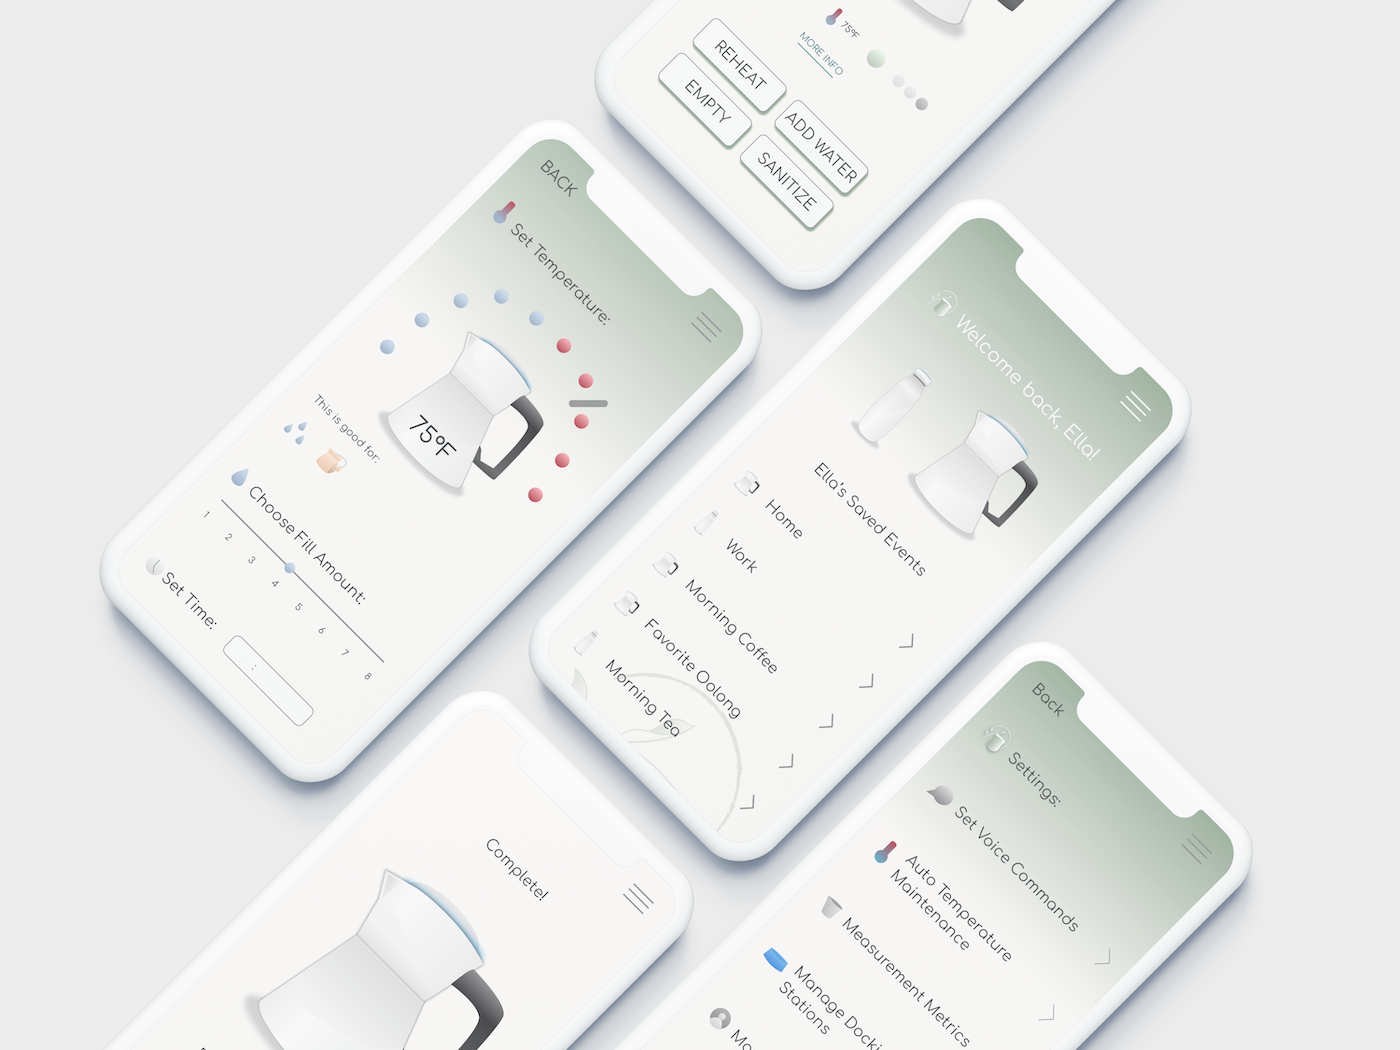 75°F
MORE INFO
REHEAT
ADD WATER
EMPTY
SANITIZE
BACK
Set Temperature:
75°F
This is good for:
Choose Fill Amount:
1 2 3 4 5 6 7 8
Set Time:
:
Welcome back, Ella!
Ella's Saved Events
Home
Work
Morning Coffee
Favorite Oolong
Morning Tea
Complete!
Back
Settings:
Set Voice Commands
Auto Temperature
Maintenance
Measurement Metrics
Manage Docki
Stations
Mo